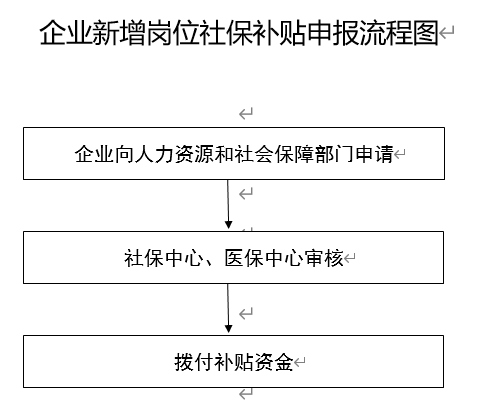 企业新增岗位社保补贴申报流程图
企业向人力资源和社会保障部门申请
社保中心、医保中心审核
拨付补贴资金